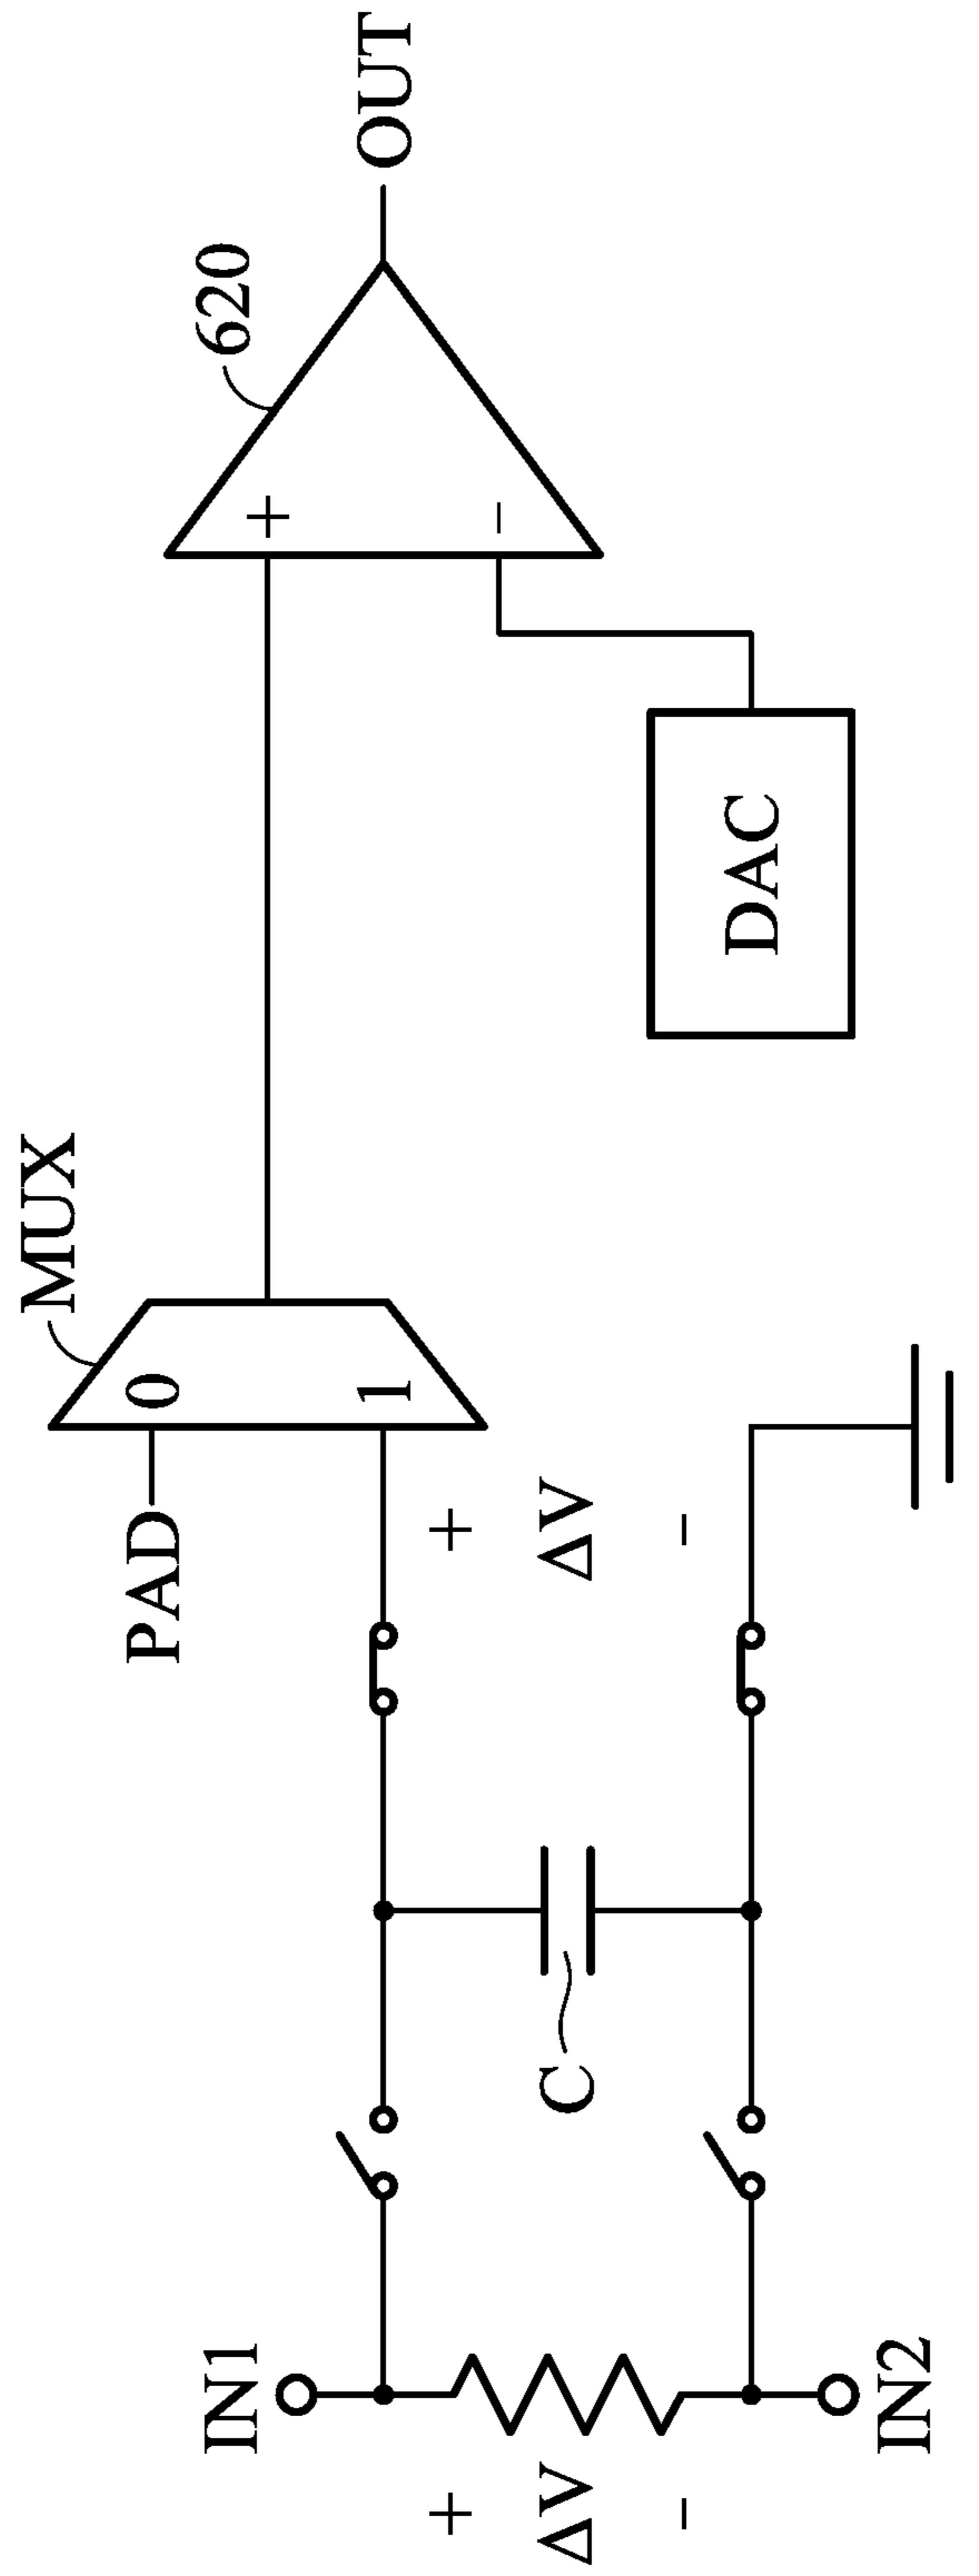 MUX
PAD
0
1
620
+
-
OUT
IN1
+
ΔV
-
C
+
ΔV
-
DAC
IN2